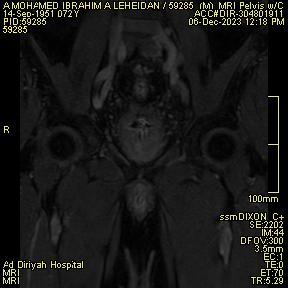 A MOHAMED IBRAHIM A LEHEIDAN / 59285 (M) MRI Pelvis w/C
14-Sep-1951 072Y
ACC#DIR-304801911
PID:59285
06-Dec-2023 12:18 PM
59285
R
100mm
ssmDIXON_C+
SE:2202
IM:44
DFOV:300
3.5mm
EC:1
Ad Diriyah Hospital
TE:0
MRI
ET:70
MRI
TR:5.29